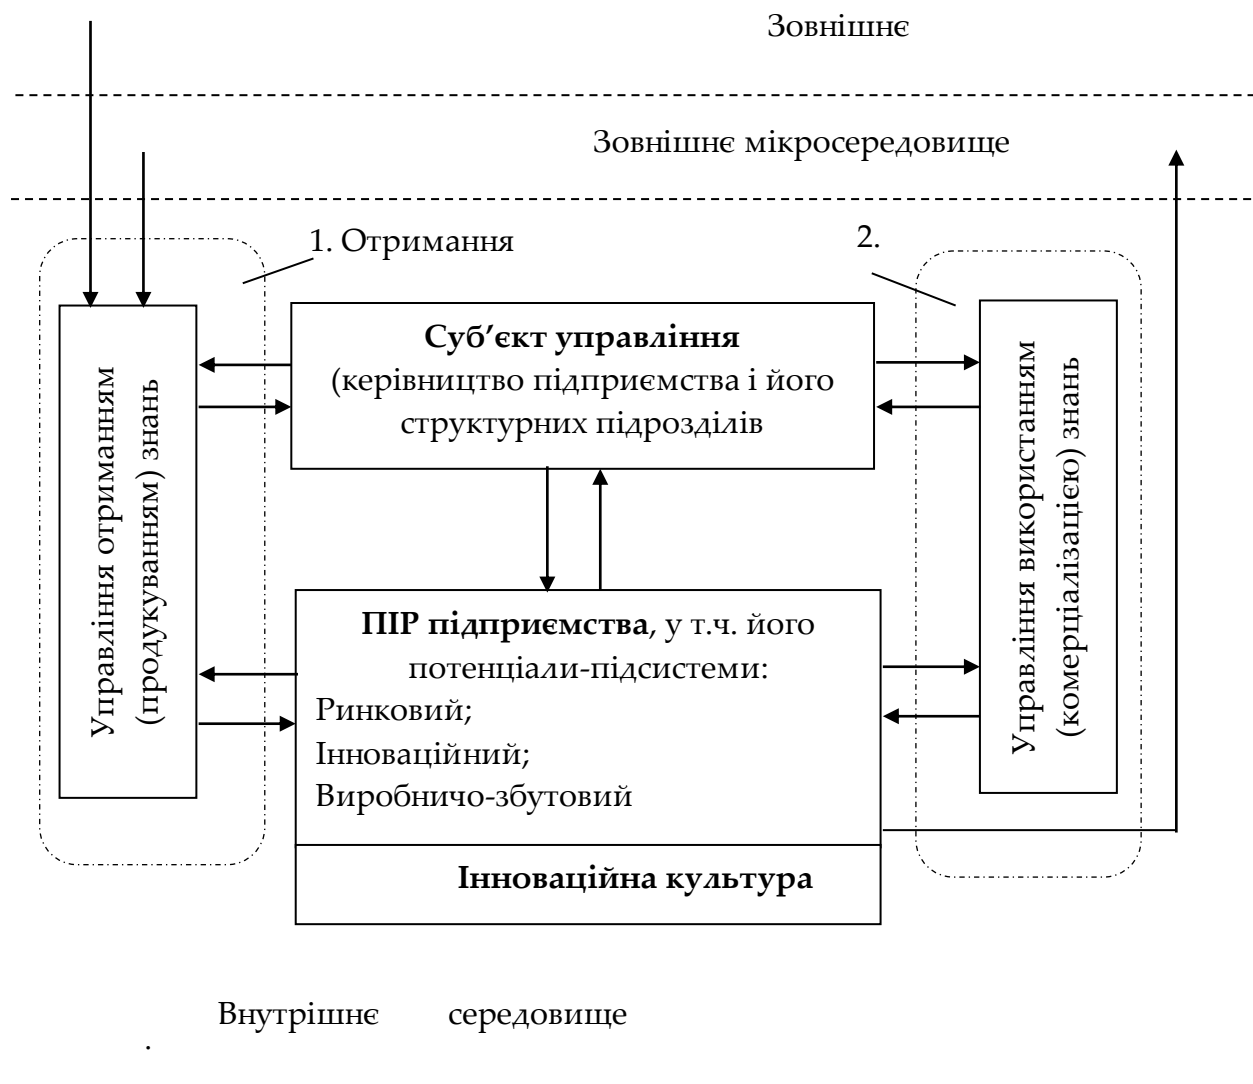 Зовнішнє
Зовнішнє мікросередовище
1. Отримання
2.
Управління отриманням
(продукуванням) знань
Суб’єкт управління
(керівництво підприємства і його
структурних підрозділів
Управління використанням
(комерціалізацією) знань
ПІР підприємства, у т.ч. його
потенціали-підсистеми:
Ринковий;
Інноваційний;
Виробничо-збутовий
Інноваційна культура
Внутрішнє середовище
.